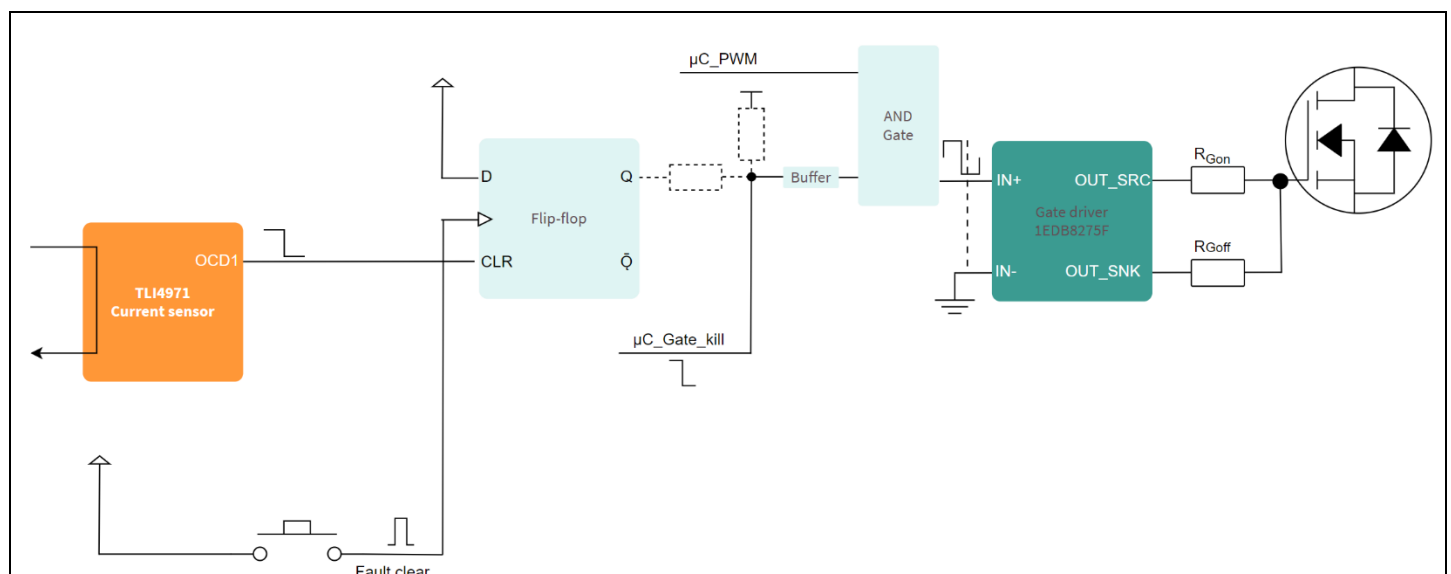 µC_PWM
AND
Gate
D
Q
Buffer
Flip-flop
CLR
Q̄
OCD1
TLI4971
Current sensor
µC_Gate_kill
IN+
OUT_SRC
Gate driver
1EDB8275F
IN-
OUT_SNK
RGon
RGoff
Fault clear